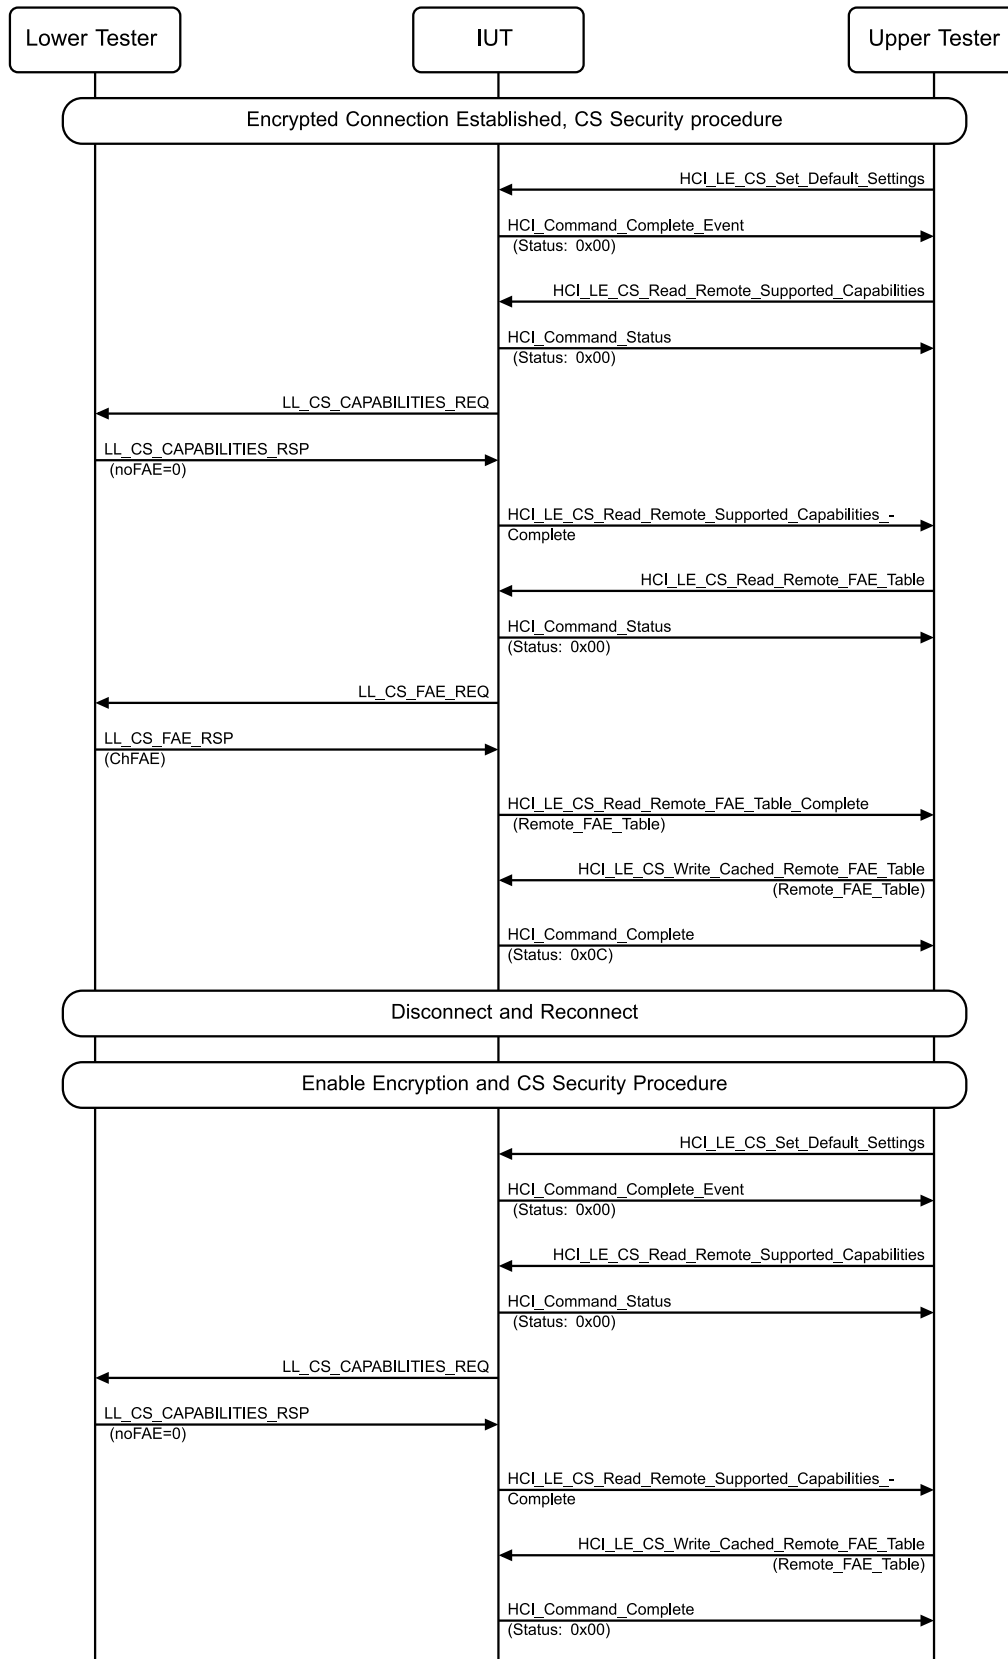 Lower Tester
IUT
Upper Tester
Encrypted Connection Established, CS Security procedure
HCI_LE_CS_Set_Default_Settings
HCI_Command_Complete_Event
(Status: 0x00)
HCI_LE_CS_Read_Remote_Supported_Capabilities
HCI_Command_Status
(Status: 0x00)
LL_CS_CAPABILITIES_REQ
LL_CS_CAPABILITIES_RSP
(noFAE=0)
HCI_LE_CS_Read_Remote_Supported_Capabilities_-
Complete
HCI_LE_CS_Read_Remote_FAE_Table
HCI_Command_Status
(Status: 0x00)
LL_CS_FAE_REQ
LL_CS_FAE_RSP
(ChFAE)
HCI_LE_CS_Read_Remote_FAE_Table_Complete
(Remote_FAE_Table)
HCI_LE_CS_Write_Cached_Remote_FAE_Table
(Remote_FAE_Table)
HCI_Command_Complete
(Status: 0x0C)
Disconnect and Reconnect
Enable Encryption and CS Security Procedure
HCI_LE_CS_Set_Default_Settings
HCI_Command_Complete_Event
(Status: 0x00)
HCI_LE_CS_Read_Remote_Supported_Capabilities
HCI_Command_Status
(Status: 0x00)
LL_CS_CAPABILITIES_REQ
LL_CS_CAPABILITIES_RSP
(noFAE=0)
HCI_LE_CS_Read_Remote_Supported_Capabilities_-
Complete
HCI_LE_CS_Write_Cached_Remote_FAE_Table
(Remote_FAE_Table)
HCI_Command_Complete
(Status: 0x00)